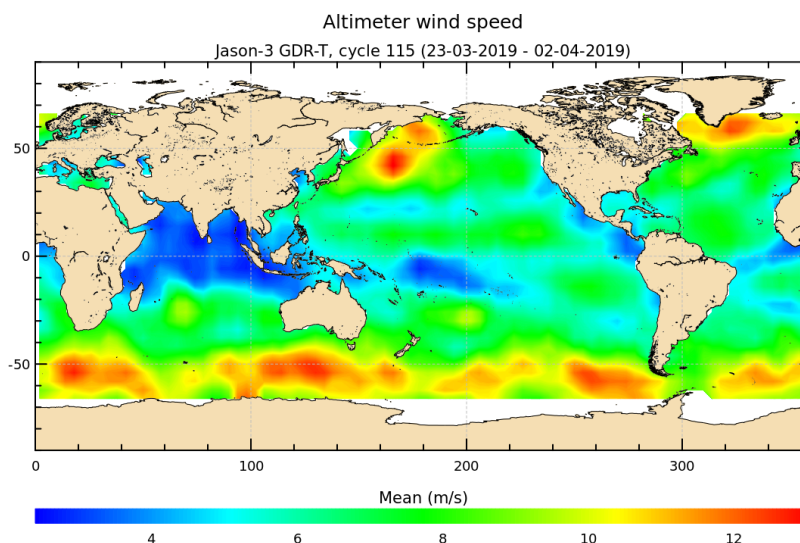 Altimeter wind speed
Jason-3 GDR-T, cycle 115 (23-03-2019 - 02-04-2019)
50
0
-50
0 100 200 300
Mean (m/s)
4 6 8 10 12